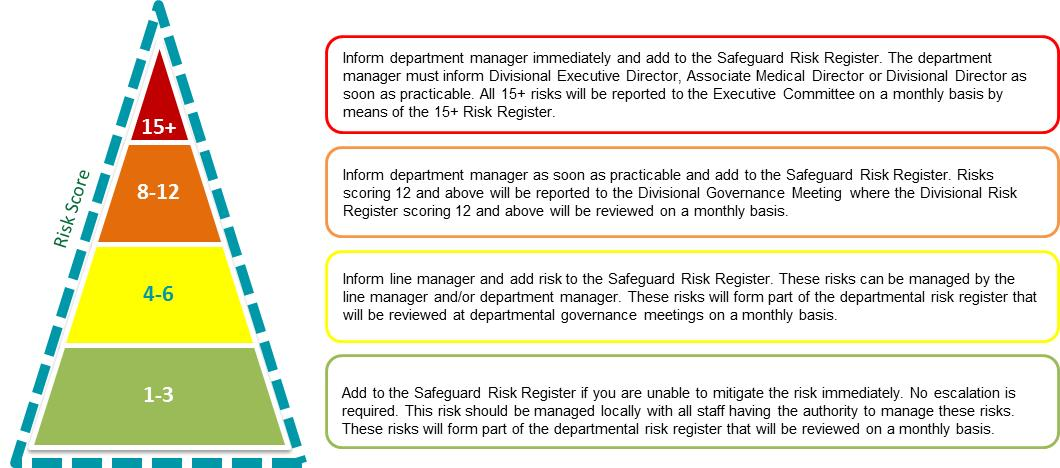 Risk Score
15+
Inform department manager immediately and add to the Safeguard Risk Register. The department
manager must inform Divisional Executive Director, Associate Medical Director or Divisional Director as
soon as practicable. All 15+ risks will be reported to the Executive Committee on a monthly basis by
means of the 15+ Risk Register.
8-12
Inform department manager as soon as practicable and add to the Safeguard Risk Register. Risks
scoring 12 and above will be reported to the Divisional Governance Meeting where the Divisional Risk
Register scoring 12 and above will be reviewed on a monthly basis.
4-6
Inform line manager and add risk to the Safeguard Risk Register. These risks can be managed by the
line manager and/or department manager. These risks will form part of the departmental risk register that
will be reviewed at departmental governance meetings on a monthly basis.
1-3
Add to the Safeguard Risk Register if you are unable to mitigate the risk immediately. No escalation is
required. This risk should be managed locally with all staff having the authority to manage these risks.
These risks will form part of the departmental risk register that will be reviewed on a monthly basis.